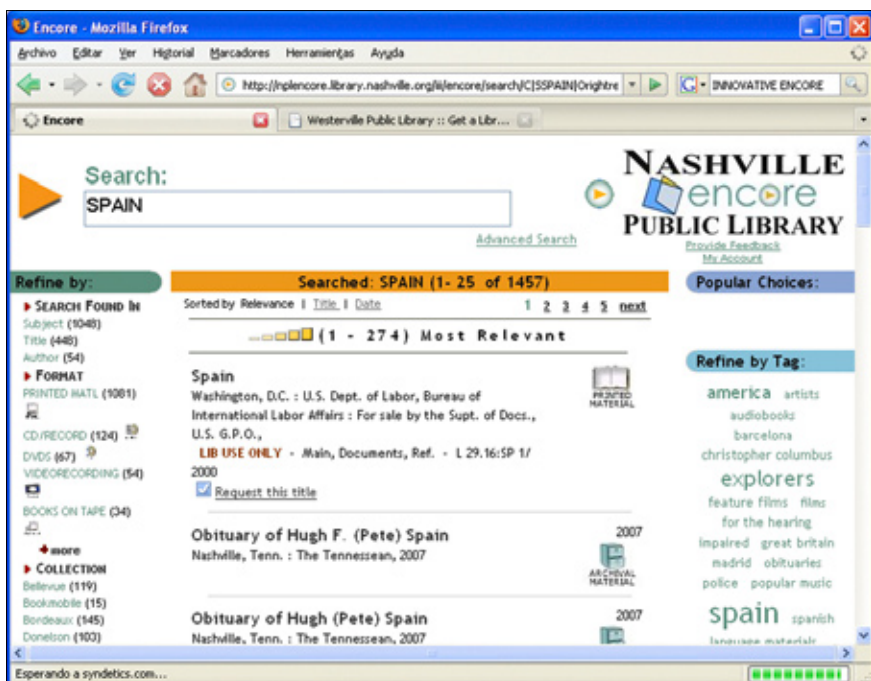 Encore - Mozilla Firefox
Archivo Editar Ver Historial Marcadores Herramientas Ayuda
http://nplencore.library.nashville.org/iii/encore/search/C|SSPAIN|Orightre
INNOVATIVE ENCORE
Encore
Westerville Public Library :: Get a Libr...
Search:
SPAIN
Advanced Search
NASHVILLE
encore
PUBLIC LIBRARY
Provide Feedback
My Account
Refine by:
SEARCH FOUND IN
Subject (1048)
Title (448)
Author (54)
FORMAT
PRINTED MATL (1081)
CD/RECORD (124)
DVDS (67)
VIDEORECORDING (54)
BOOKS ON TAPE (34)
more
COLLECTION
Bellevue (119)
Bookmobile (15)
Bordeaux (145)
Donelson (103)
Searched: SPAIN (1- 25 of 1457)
Sorted by Relevance | Title | Date
1 2 3 4 5 next
(1 - 274) Most Relevant
Spain
Washington, D.C. : U.S. Dept. of Labor, Bureau of
International Labor Affairs : For sale by the Supt. of Docs.,
U.S. G.P.O.,
LIB USE ONLY - Main, Documents, Ref. - L 29.16:SP 1/
2000
Request this title
PRINTED
MATERIAL
Obituary of Hugh F. (Pete) Spain
Nashville, Tenn. : The Tennessean, 2007
2007
ARCHIVAL
MATERIAL
Obituary of Hugh (Pete) Spain
Nashville, Tenn. : The Tennessean, 2007
2007
Popular Choices:
Refine by Tag:
america artists
audiobooks
barcelona
christopher columbus
explorers
feature films films
for the hearing
impaired great britain
madrid obituaries
police popular music
spain spanish
language materials
Esperando a syndetics.com...